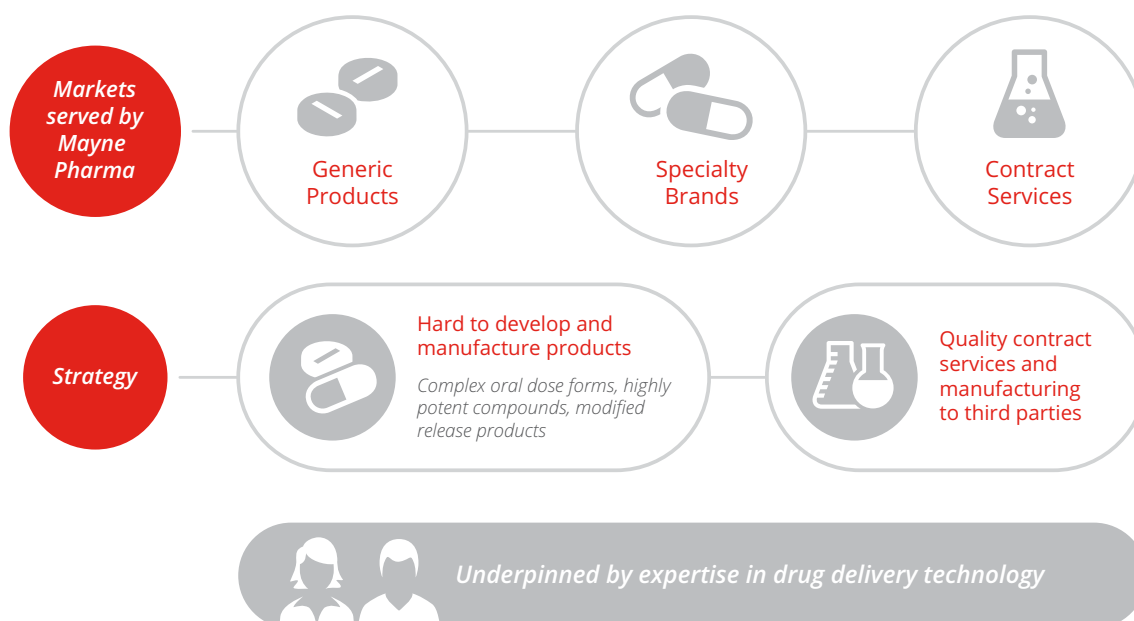 Markets
served by
Mayne
Pharma
Generic
Products
Specialty
Brands
Contract
Services
Strategy
Hard to develop and
manufacture products
Complex oral dose forms, highly
potent compounds, modified
release products
Quality contract
services and
manufacturing
to third parties
Underpinned by expertise in drug delivery technology